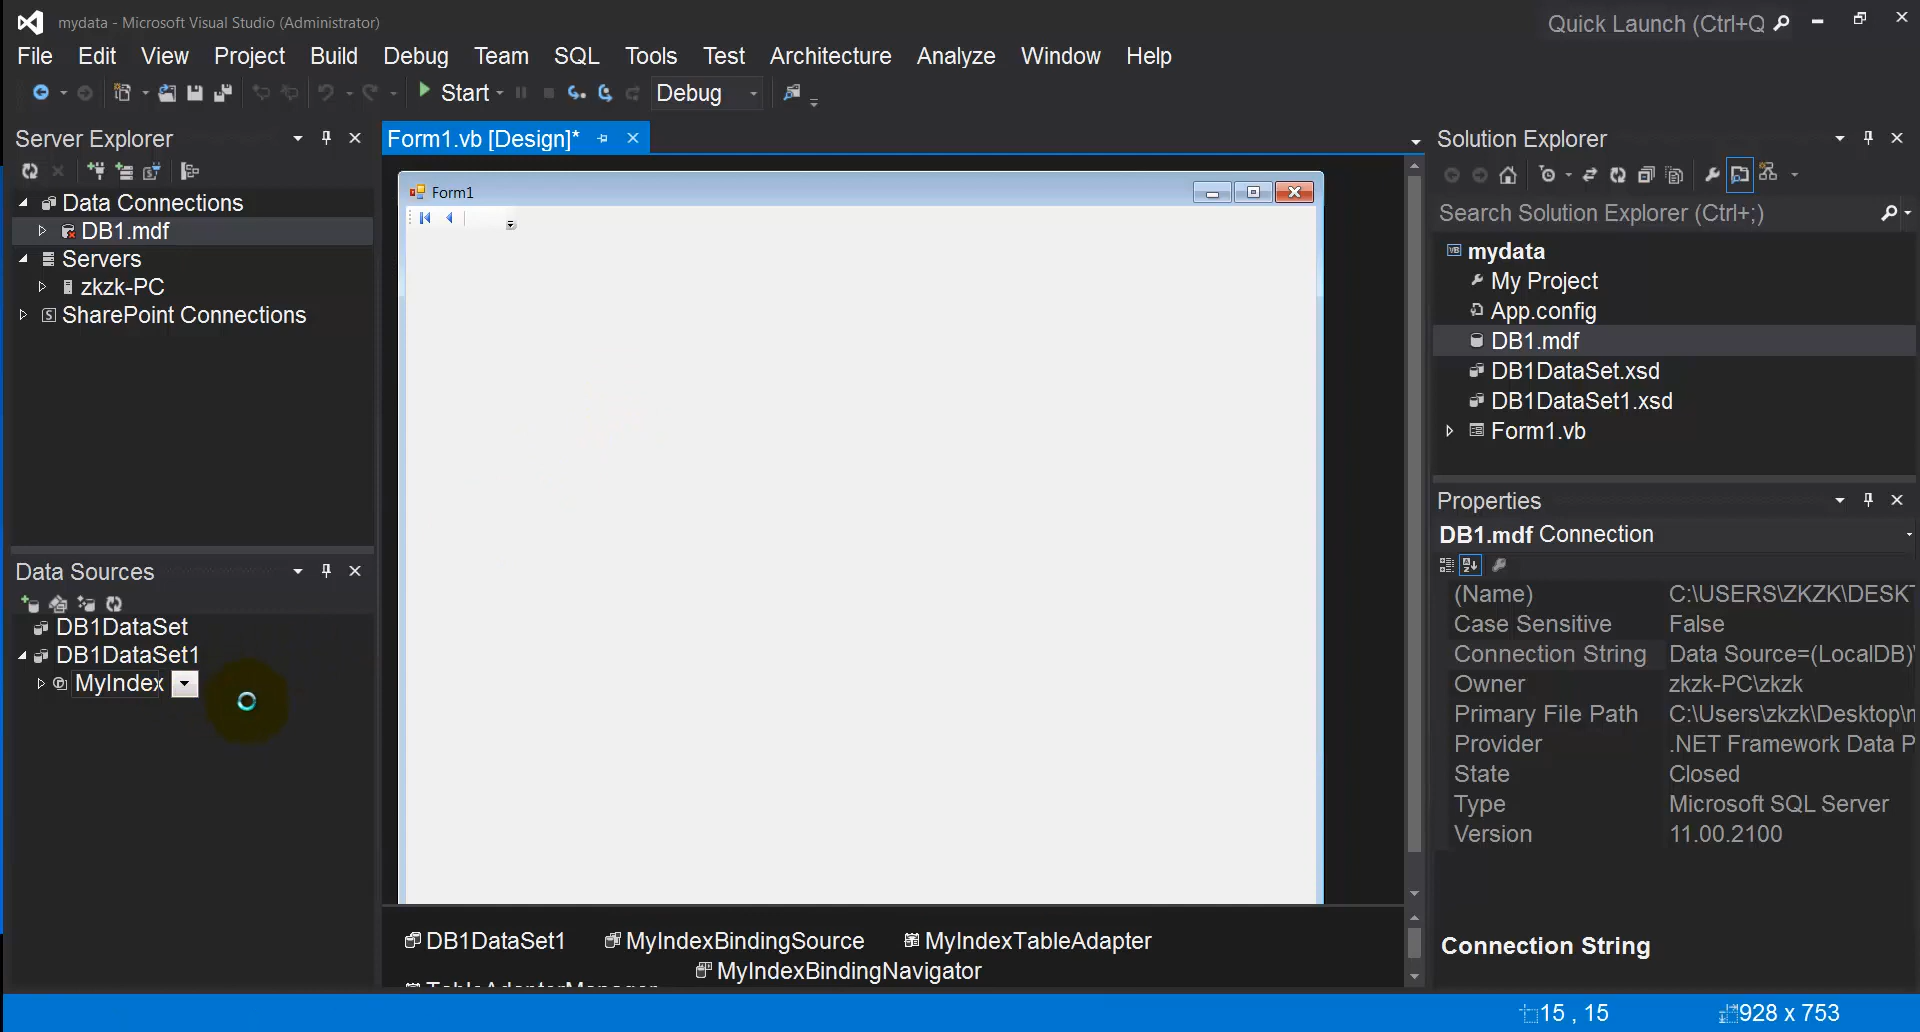 mydata - Microsoft Visual Studio (Administrator)
Quick Launch (Ctrl+Q
File Edit View Project Build Debug Team SQL Tools Test Architecture Analyze Window Help
Start Debug
Server Explorer
Data Connections
DB1.mdf
Servers
zkzk-PC
SharePoint Connections
Data Sources
DB1DataSet
DB1DataSet1
MyIndex
Form1.vb [Design]*
Form1
DB1DataSet1 MyIndexBindingSource MyIndexTableAdapter
MyIndexBindingNavigator
Solution Explorer
Search Solution Explorer (Ctrl+;)
mydata
My Project
App.config
DB1.mdf
DB1DataSet.xsd
DB1DataSet1.xsd
Form1.vb
Properties
DB1.mdf Connection
(Name) C:\USERS\ZKZK\DESK
Case Sensitive False
Connection String Data Source=(LocalDB)
Owner zkzk-PC\zkzk
Primary File Path C:\Users\zkzk\Desktop\
Provider .NET Framework Data P
State Closed
Type Microsoft SQL Server
Version 11.00.2100
Connection String
15 , 15 928 x 753